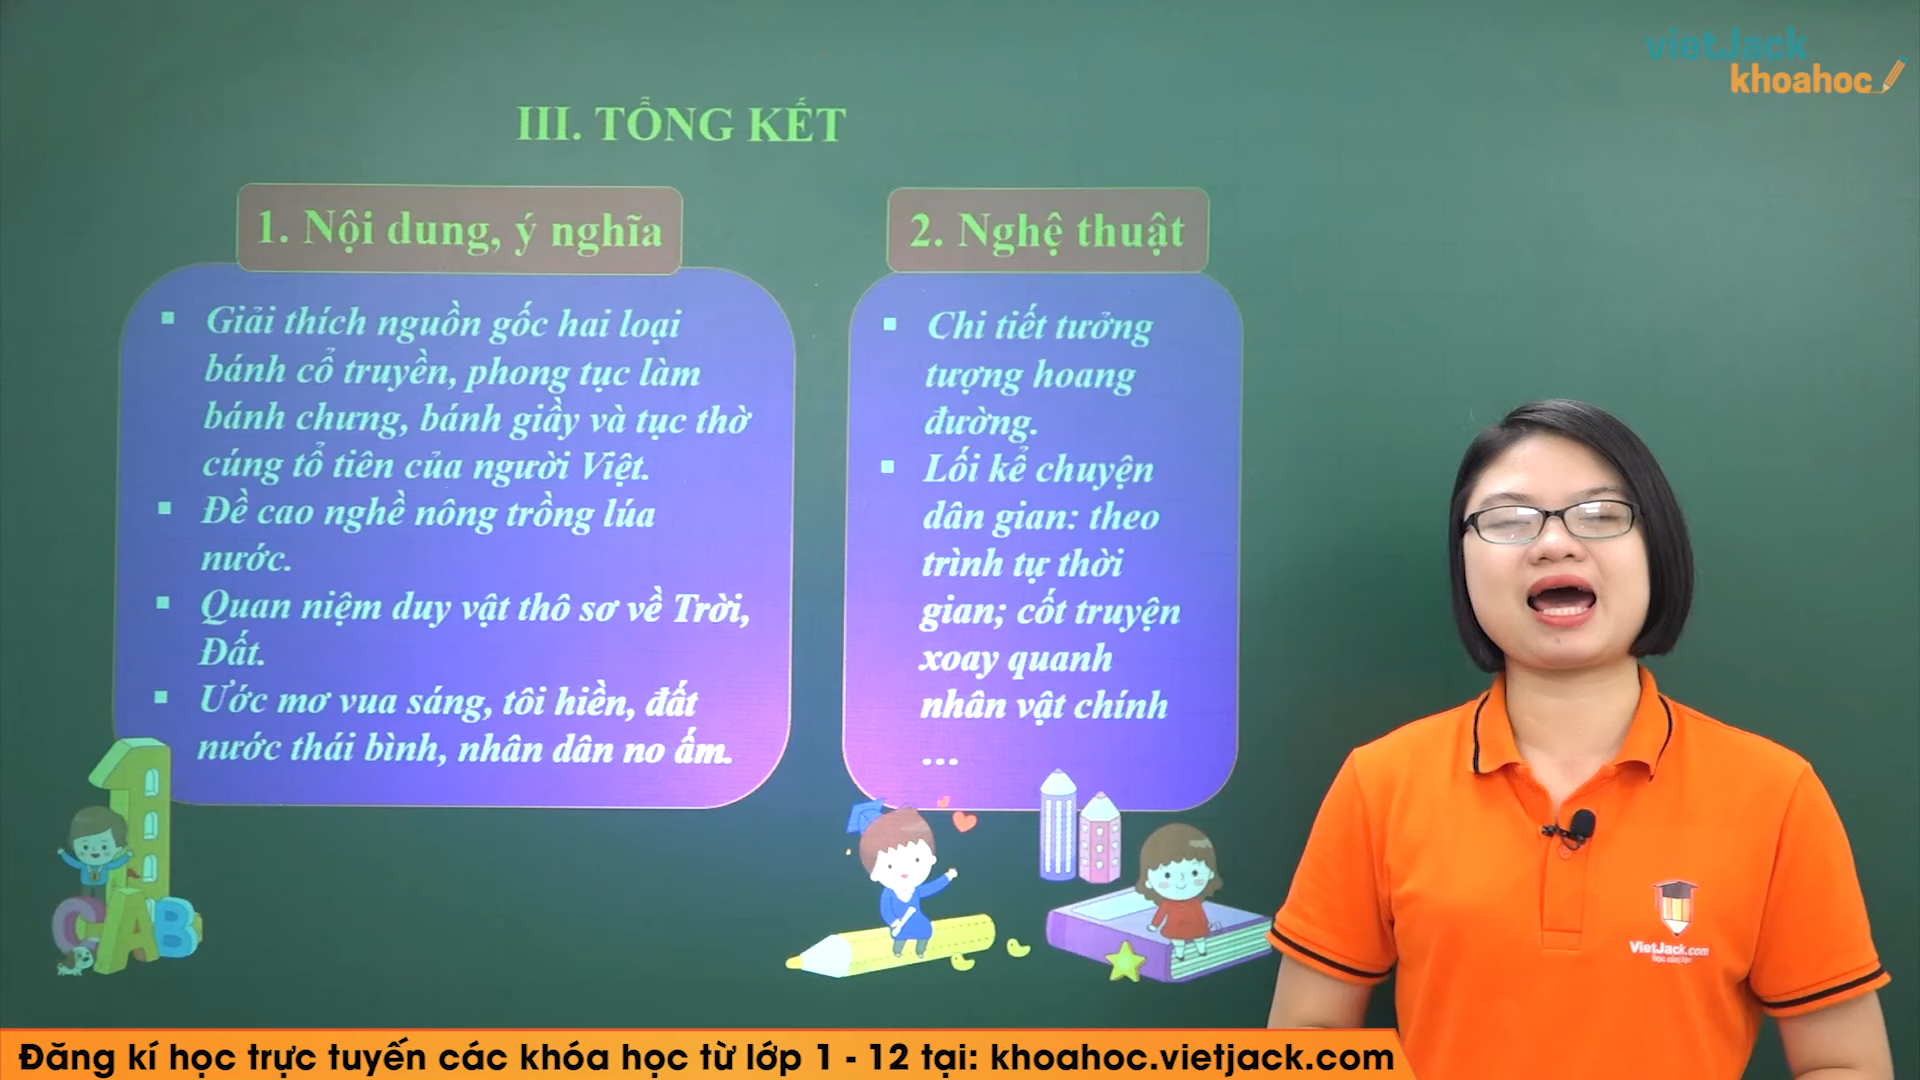 vietJack
khoahoc
III. TỔNG KẾT
1. Nội dung, ý nghĩa
Giải thích nguồn gốc hai loại
bánh cổ truyền, phong tục làm
bánh chưng, bánh giầy và tục thờ
cúng tổ tiên của người Việt.
Đề cao nghề nông trồng lúa
nước.
Quan niệm duy vật thô sơ về Trời,
Đất.
Ước mơ vua sáng, tôi hiền, đất
nước thái bình, nhân dân no ấm.
2. Nghệ thuật
Chi tiết tưởng
tượng hoang
đường.
Lối kể chuyện
dân gian: theo
trình tự thời
gian; cốt truyện
xoay quanh
nhân vật chính
...
1
CAB
VietJack.com
Đăng kí học trực tuyến các khóa học từ lớp 1 - 12 tại: khoahoc.vietjack.com